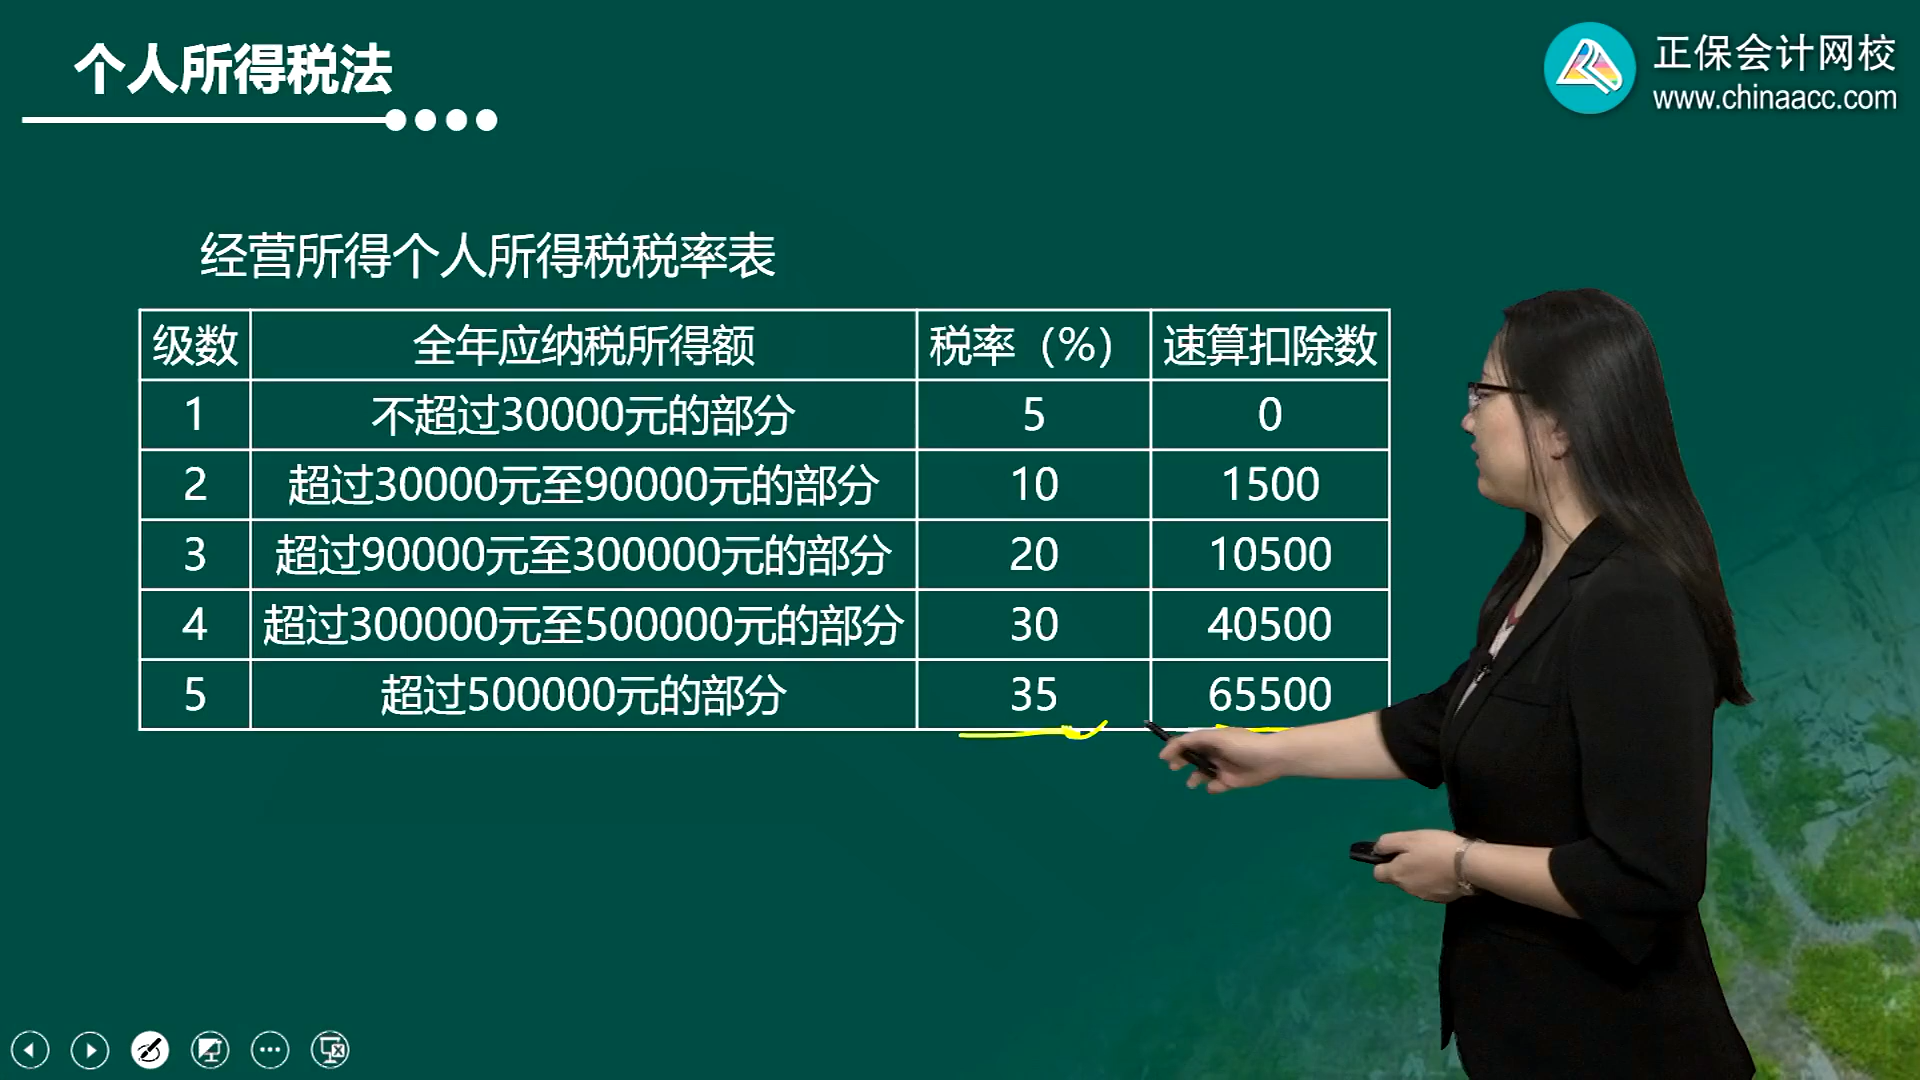 个人所得税法
正保会计网校
www.chinaacc.com
经营所得个人所得税税率表
级数 全年应纳税所得额 税率（%） 速算扣除数
1 不超过30000元的部分 5 0
2 超过30000元至90000元的部分 10 1500
3 超过90000元至300000元的部分 20 10500
4 超过300000元至500000元的部分 30 40500
5 超过500000元的部分 35 65500